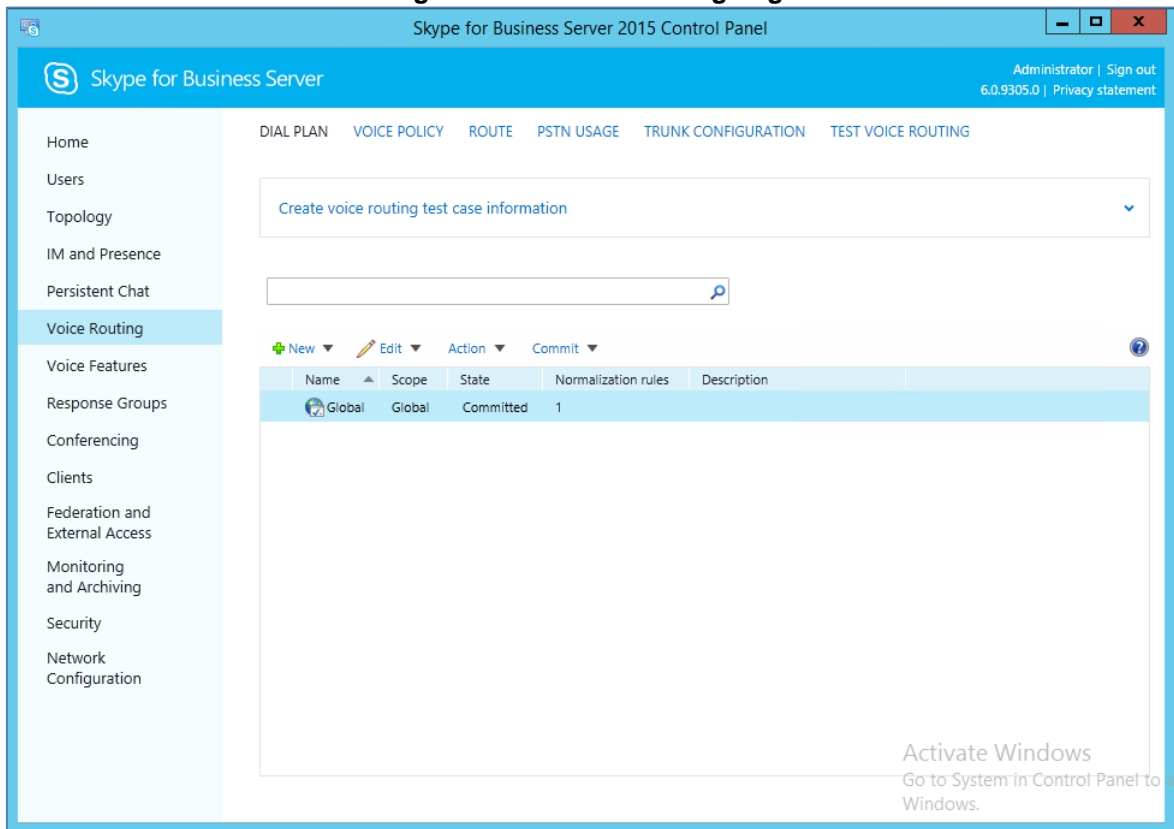 Skype for Business Server 2015 Control Panel
Skype for Business Server
Administrator | Sign out
6.0.9305.0 | Privacy statement
Home
Users
Topology
IM and Presence
Persistent Chat
Voice Routing
Voice Features
Response Groups
Conferencing
Clients
Federation and
External Access
Monitoring
and Archiving
Security
Network
Configuration
DIAL PLAN VOICE POLICY ROUTE PSTN USAGE TRUNK CONFIGURATION TEST VOICE ROUTING
Create voice routing test case information
New Edit Action Commit
Name Scope State Normalization rules Description
Global Global Committed 1
Activate Windows
Go to System in Control Panel to a
Windows.